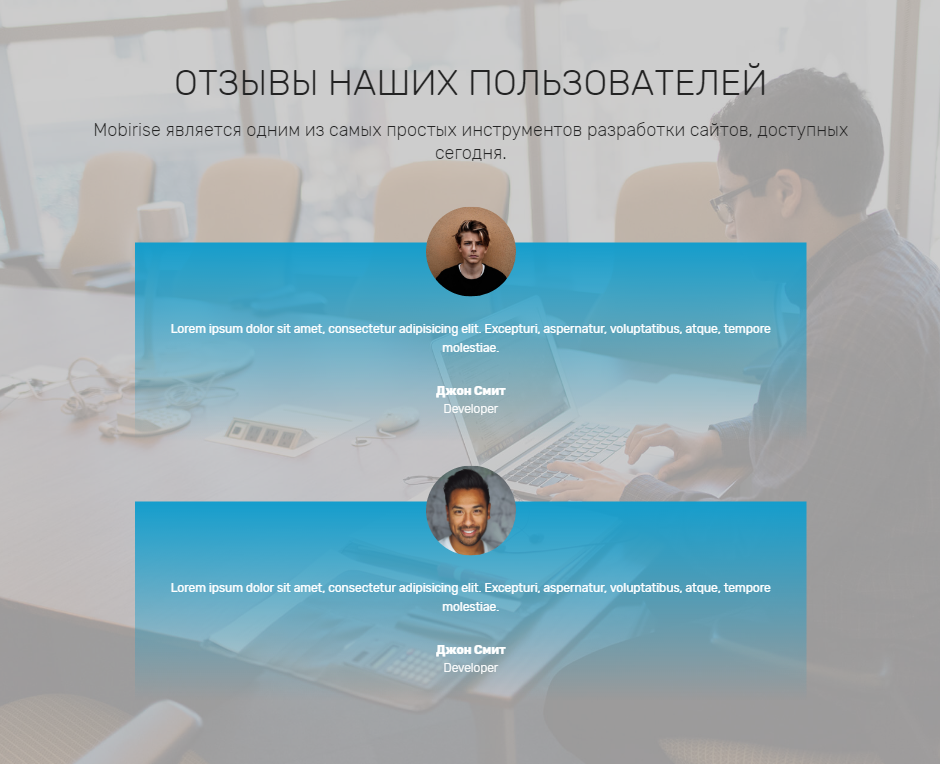 ОТЗЫВЫ НАШИХ ПОЛЬЗОВАТЕЛЕЙ
Mobirise является одним из самых простых инструментов разработки сайтов, доступных
сегодня.
Lorem ipsum dolor sit amet, consectetur adipisicing elit. Excepturi, aspernatur, voluptatibus, atque, tempore
molestiae.
Джон Смит
Developer
Lorem ipsum dolor sit amet, consectetur adipisicing elit. Excepturi, aspernatur, voluptatibus, atque, tempore
molestiae.
Джон Смит
Developer